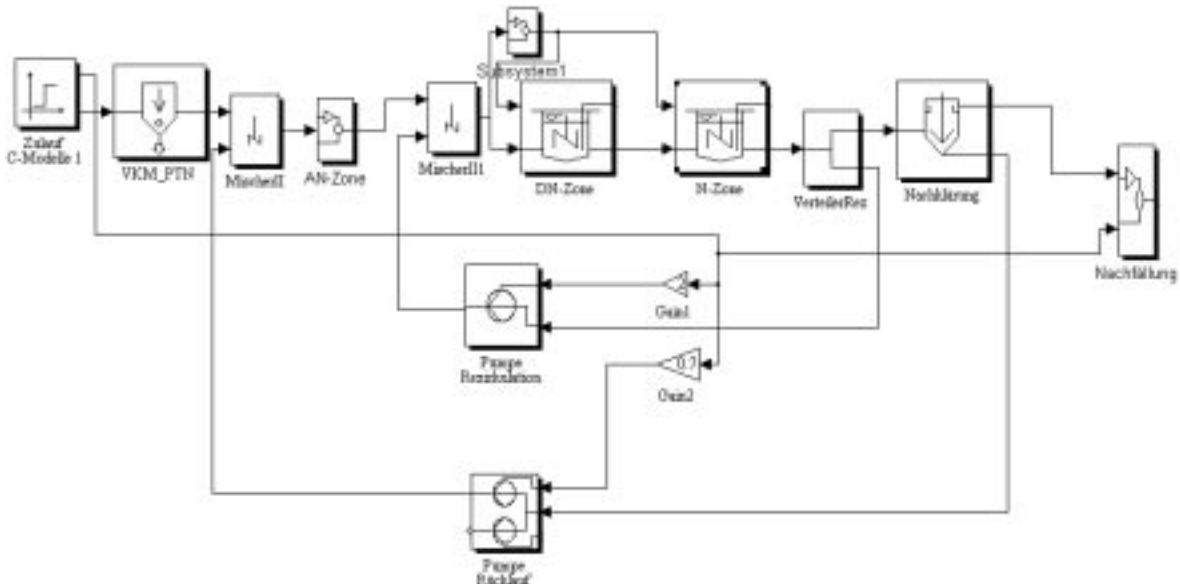 Zulauf
C-Modelle 1
VKM_PTN
MischerII
AN-Zone
MischerII1
Subsystem1
DN-Zone
N-Zone
VerteilerRez
Nachklärung
Nachfällung
Gain1
Pumpe
Rezirkulation
0.7
Gain2
Pumpe
Rücklauf